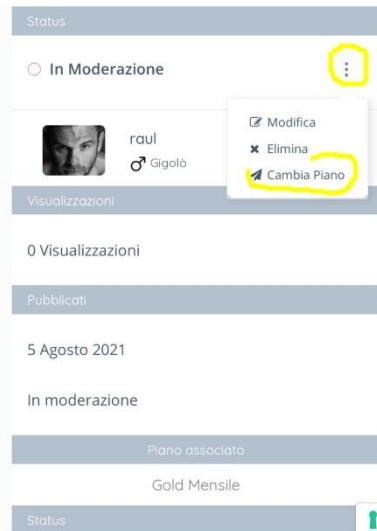 Status
In Moderazione
Modifica
Elimina
Cambia Piano
raul
Gigolò
Visualizzazioni
0 Visualizzazioni
Pubblicati
5 Agosto 2021
In moderazione
Piano associato
Gold Mensile
Status